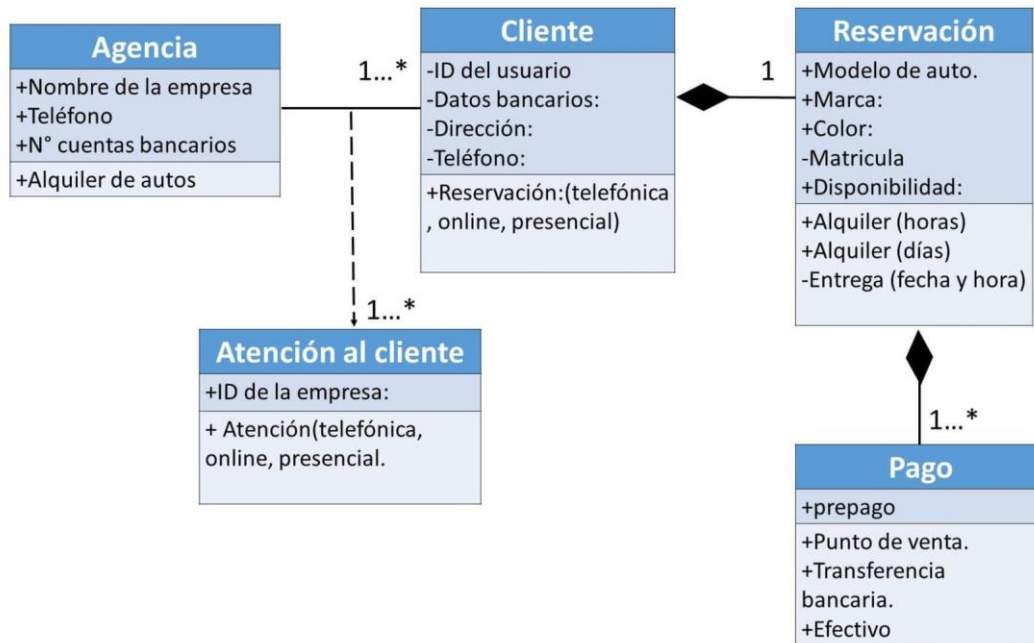 Agencia
+Nombre de la empresa
+Teléfono
+N° cuentas bancarios
+Alquiler de autos
1...*
Cliente
-ID del usuario
-Datos bancarios:
-Dirección:
-Teléfono:
+Reservación:(telefónica
, online, presencial)
1
Reservación
+Modelo de auto.
+Marca:
+Color:
-Matricula
+Disponibilidad:
+Alquiler (horas)
+Alquiler (días)
-Entrega (fecha y hora)
1...*
Atención al cliente
+ID de la empresa:
+ Atención(telefónica,
online, presencial.
1...*
Pago
+prepago
+Punto de venta.
+Transferencia
bancaria.
+Efectivo